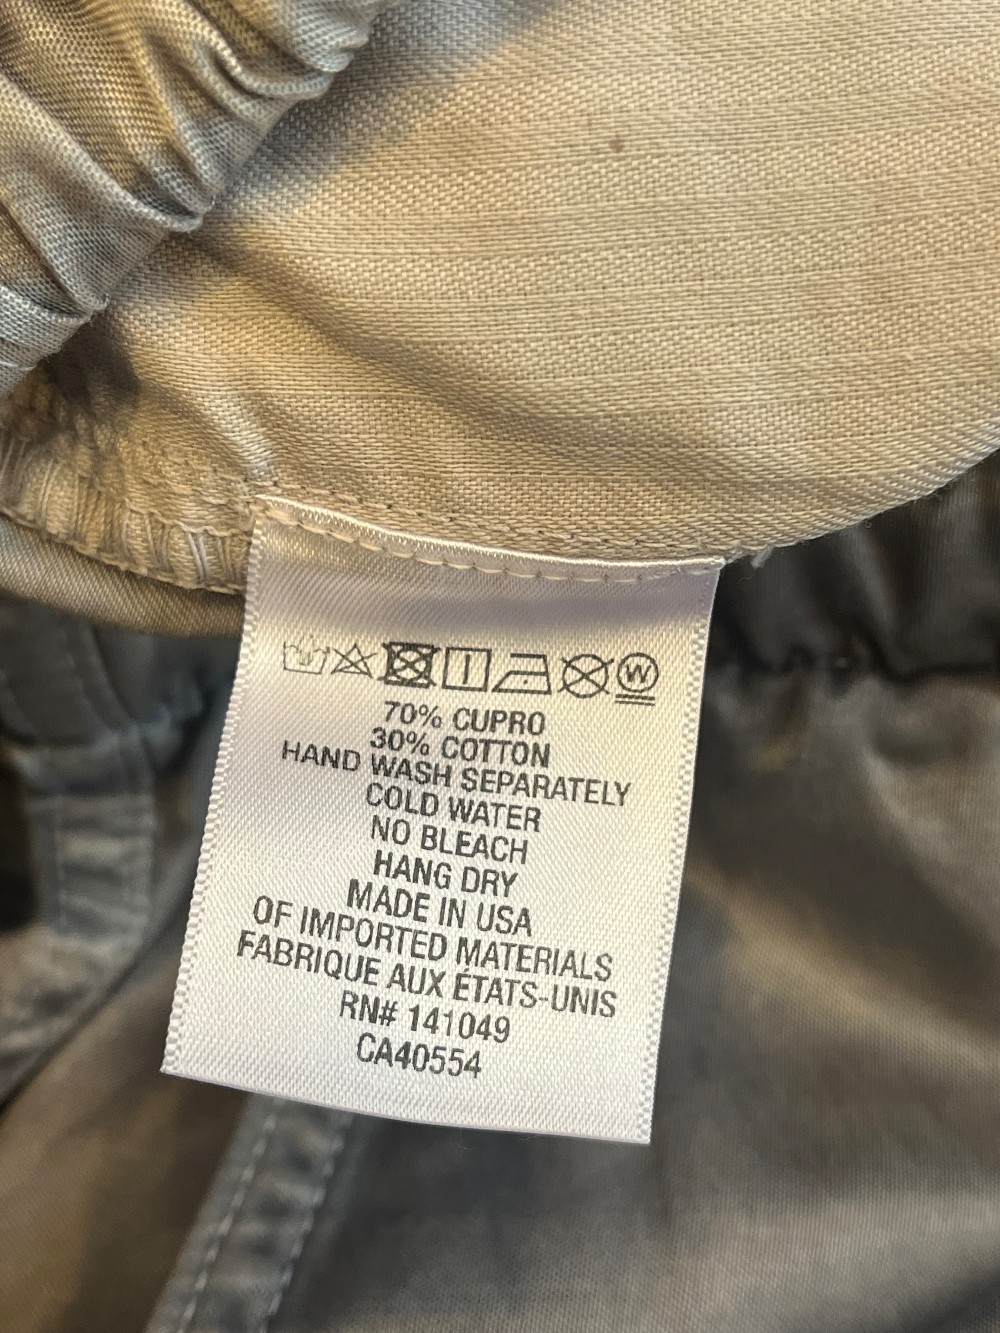 W
70% CUPRO
30% COTTON
HAND WASH SEPARATELY
COLD WATER
NO BLEACH
HANG DRY
MADE IN USA
OF IMPORTED MATERIALS
FABRIQUE AUX ÉTATS-UNIS
RN# 141049
CA40554